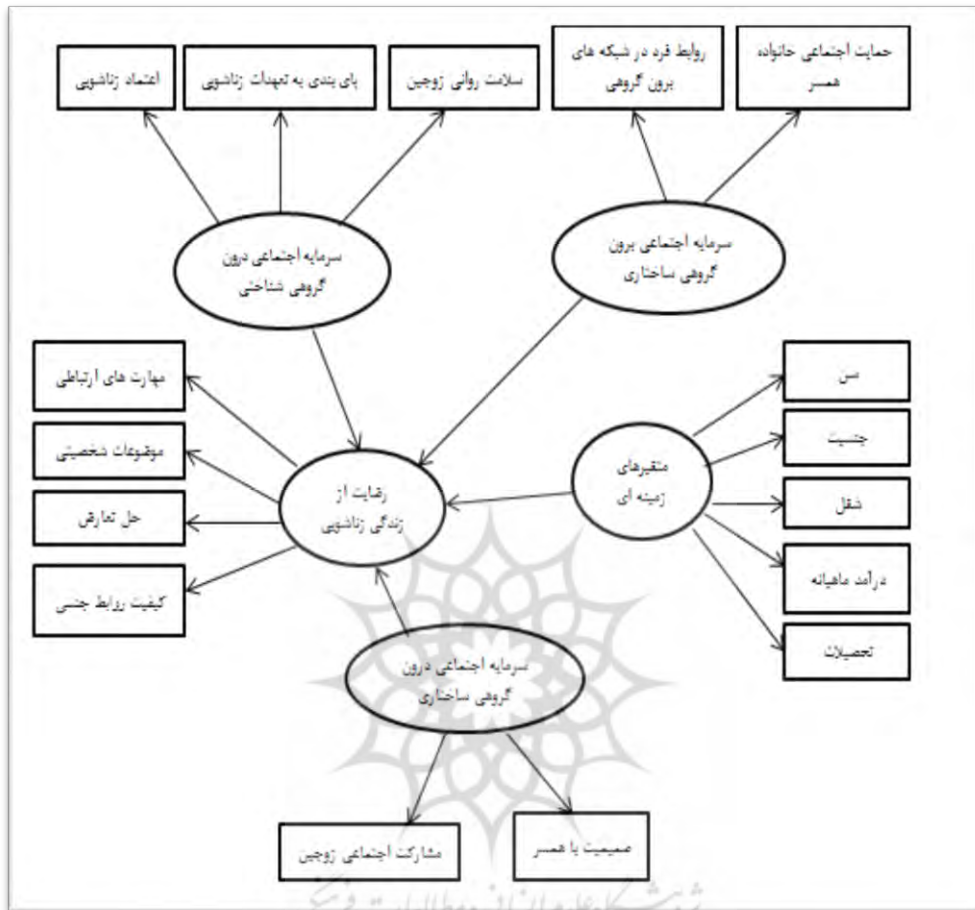 حمایت اجتماعی خانواده
همسر
روابط فرد در شبکه های
برون گروهی
سلامت روانی زوجین
پای بندی به تعهدات زناشویی
اعتماد زناشویی
سرمایه اجتماعی برون
گروهی ساختاری
سرمایه اجتماعی درون
گروهی شناختی
سن
جنسیت
شغل
درآمد ماهیانه
تحصیلات
متغیرهای
زمینه ای
رضایت از
زندگی زناشویی
مهارت های ارتباطی
موضوعات شخصیتی
حل تعارض
کیفیت روابط جنسی
سرمایه اجتماعی درون
گروهی ساختاری
صمیمیت با همسر
مشارکت اجتماعی زوجین